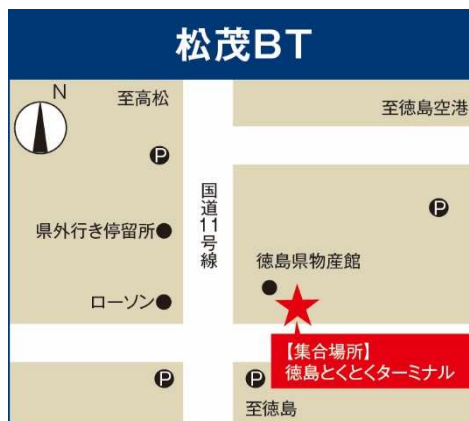 松茂BT
N
至高松
至徳島空港
P
国道11号線
P
県外行き停留所
徳島県物産館
ローソン
【集合場所】
徳島とくとくターミナル
P
P
至徳島